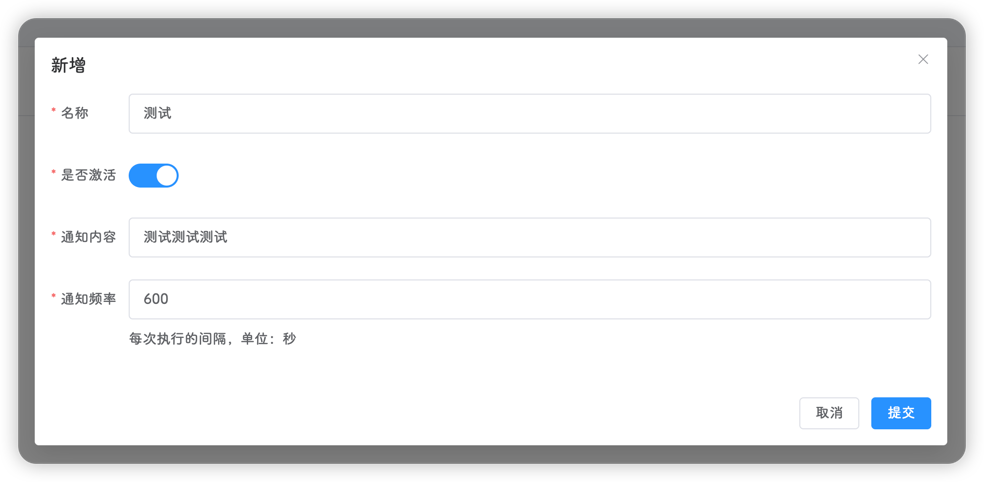 新增
* 名称 测试
* 是否激活
* 通知内容 测试测试测试
* 通知频率 600
每次执行的间隔，单位：秒
取消 提交